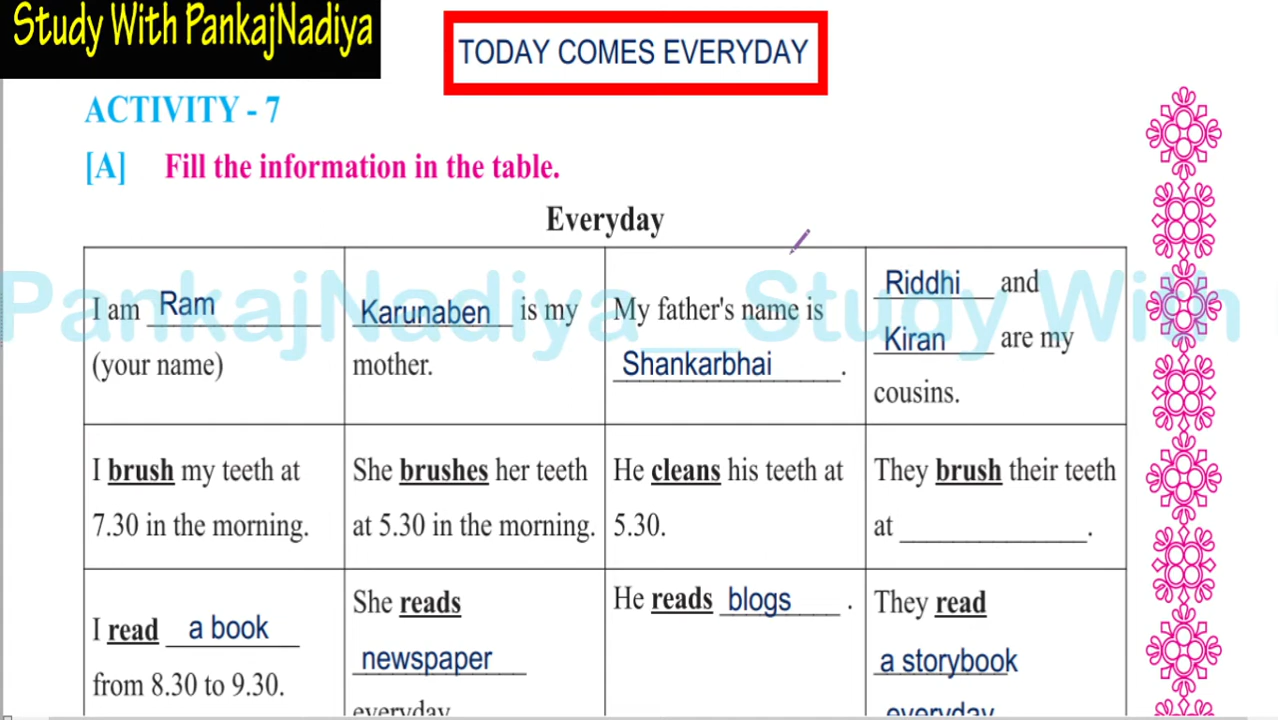 Study With PankajNadiya
TODAY COMES EVERYDAY
ACTIVITY - 7
[A] Fill the information in the table.
Everyday
I am Ram
(your name)
Karunaben is my
mother.
My father's name is
Shankarbhai.
Riddhi and
Kiran are my
cousins.
PankajNadiya__Study With
I brush my teeth at
7.30 in the morning.
She brushes her teeth
at 5.30 in the morning.
He cleans his teeth at
5.30.
They brush their teeth
at ______________.
I read a book
from 8.30 to 9.30.
She reads
newspaper
everyday
He reads blogs.
They read
a storybook
everyday